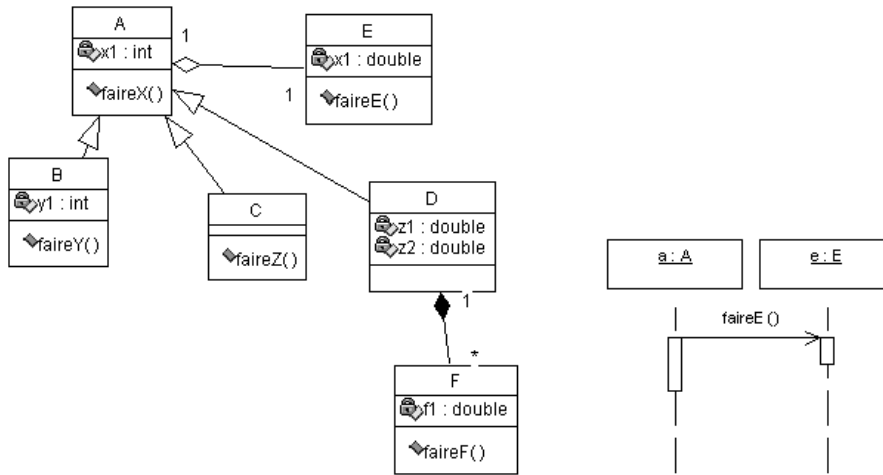 A
x1 : int
faireX()
1
1
E
x1 : double
faireE()
B
y1 : int
faireY()
C
faireZ()
D
z1 : double
z2 : double
1
*
F
f1 : double
faireF()
a : A
e : E
faireE ()